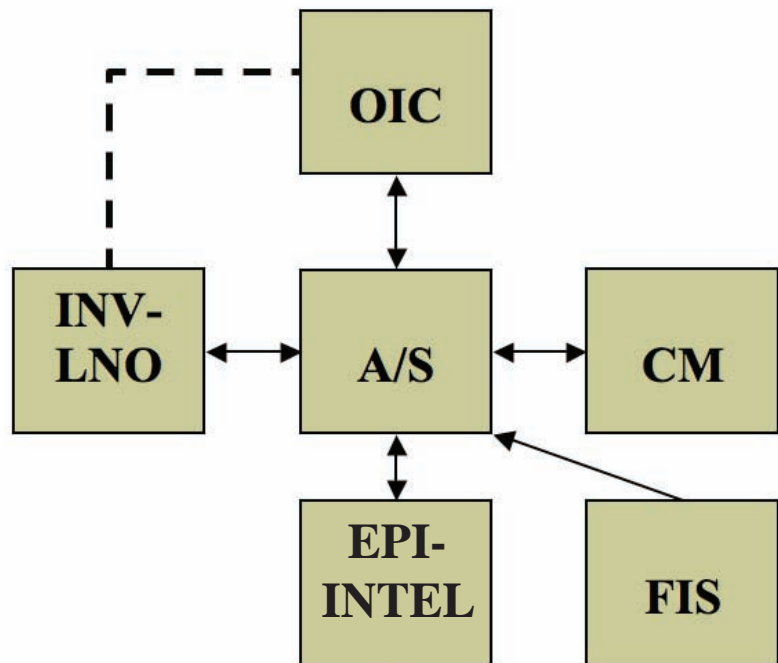 OIC
INV-
LNO
A/S
CM
EPI-
INTEL
FIS